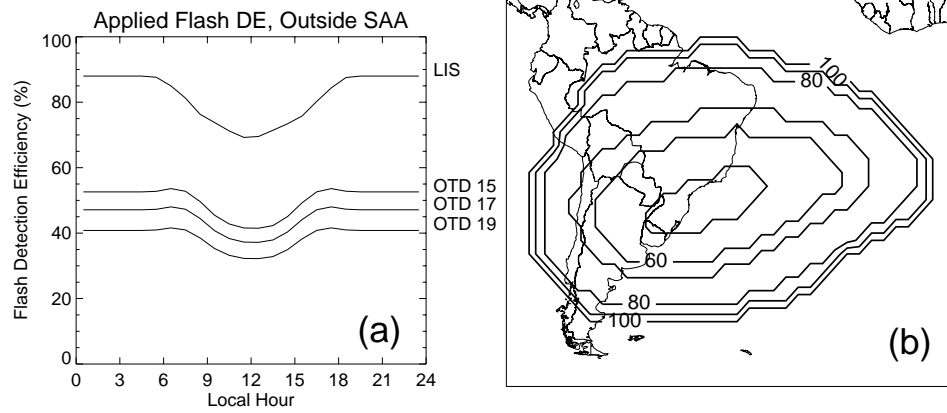 Applied Flash DE, Outside SAA
Flash Detection Efficiency (%)
100
80
60
40
20
0
0 3 6 9 12 15 18 21 24
Local Hour
LIS
OTD 15
OTD 17
OTD 19
(a)
100
80
60
80
100
(b)